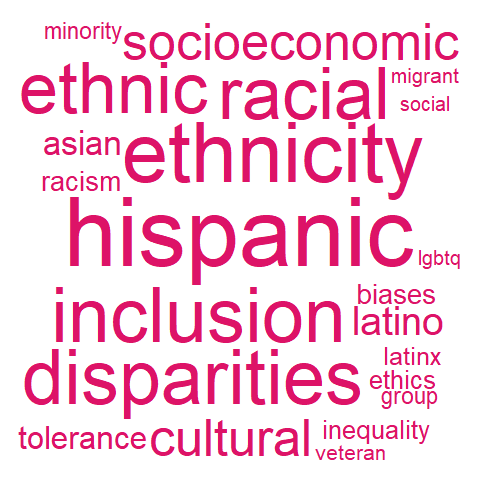 minority
socioeconomic
ethnic
racial
migrant
social
asian
ethnicity
racism
hispanic
lgbtq
inclusion
biases
latino
disparities
latinx
ethics
group
tolerance
cultural
inequality
veteran